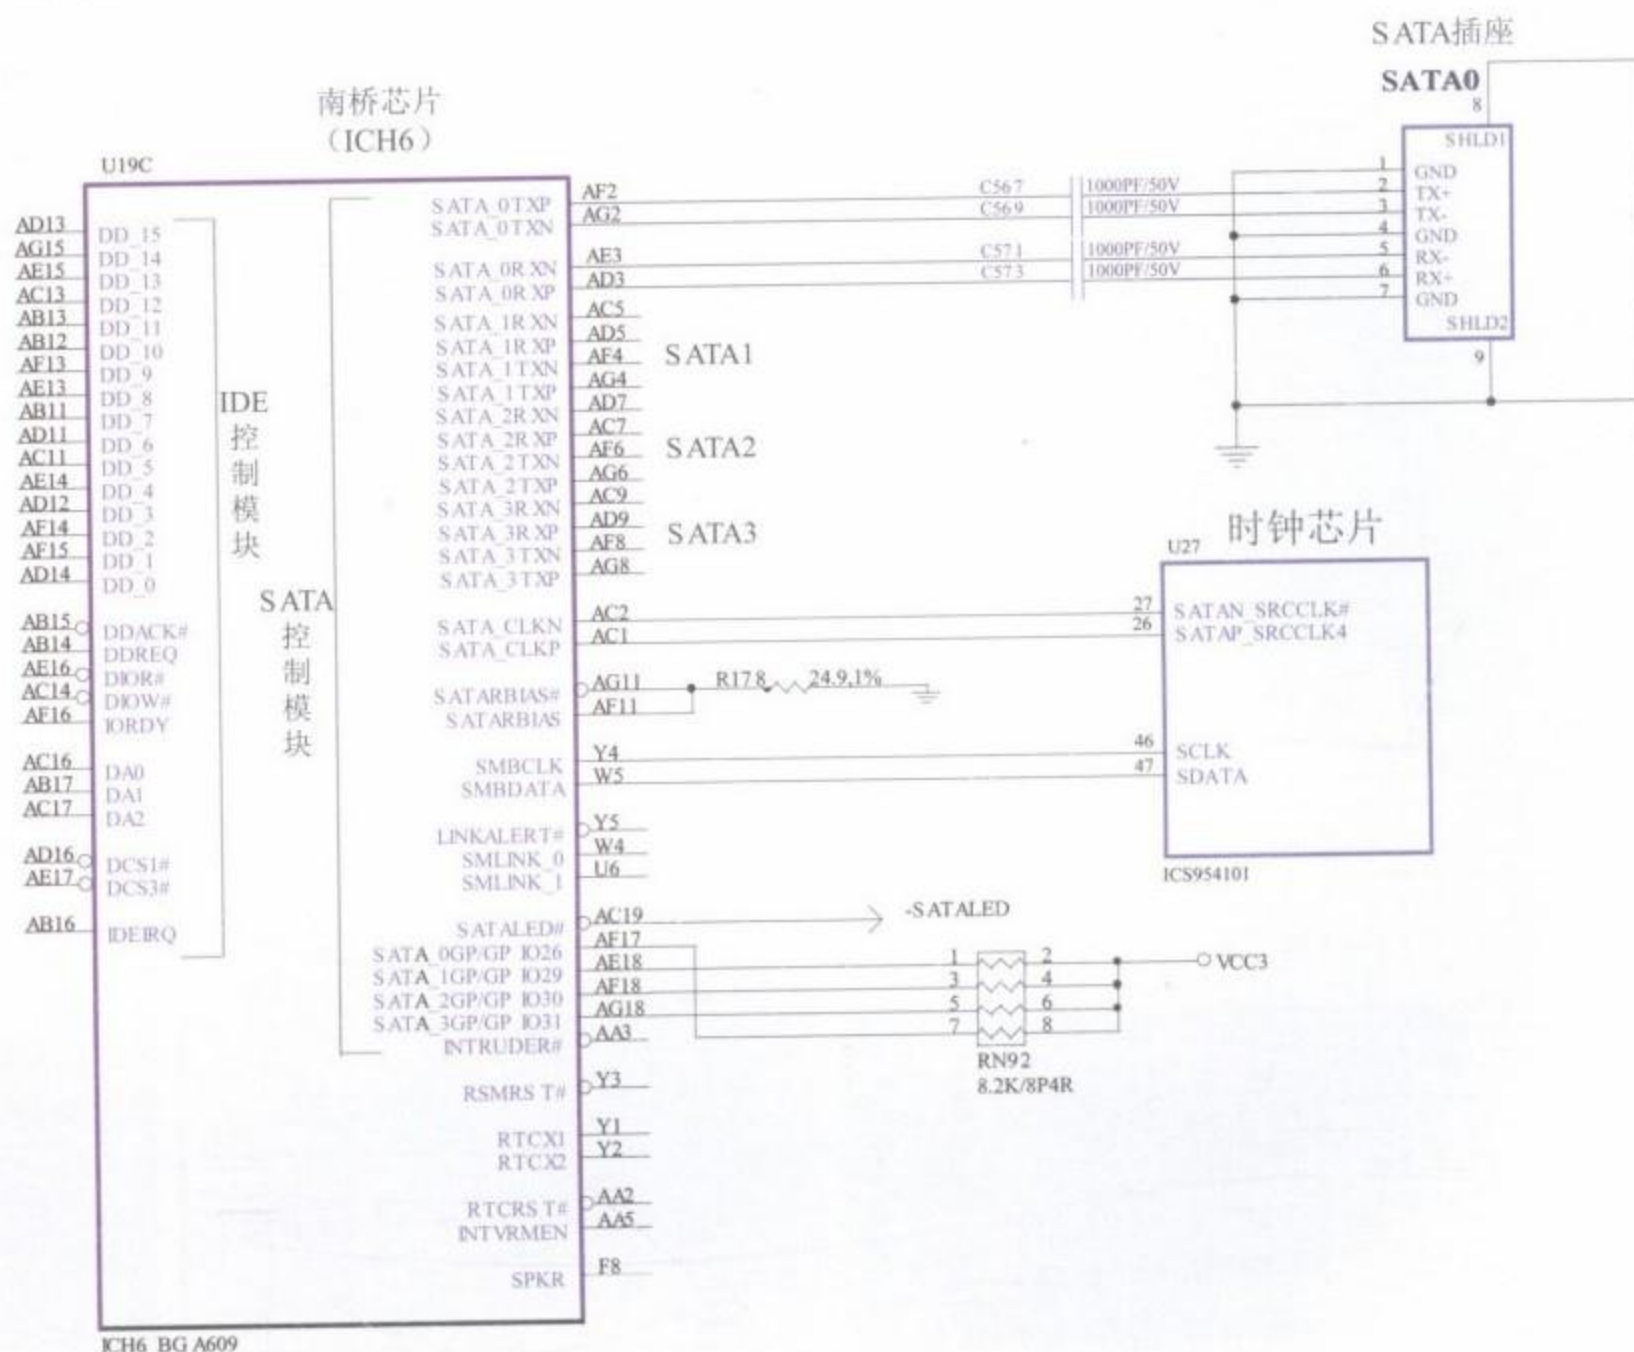 SATA插座
SATA0
8
SHLD1
1
GND
2
TX+
3
TX-
4
GND
5
RX-
6
RX+
7
GND
SHLD2
9
南桥芯片
（ICH6）
U19C
AD13
DD_15
AG15
DD_14
AE15
DD_13
AC13
DD_12
AB13
DD_11
AB12
DD_10
AF13
DD_9
AE13
DD_8
AB11
DD_7
AD11
DD_6
AC11
DD_5
AE14
DD_4
AD12
DD_3
AF14
DD_2
AF15
DD_1
AD14
DD_0
AB15
DDACK#
AB14
DDREQ
AE16
DIOR#
AC14
DIOW#
AF16
IORDY
AC16
DA0
AB17
DA1
AC17
DA2
AD16
DCS1#
AE17
DCS3#
AB16
IDEIRQ
IDE
控
制
模
块
SATA
控
制
模
块
SATA_0TXP
AF2
C567
1000PF/50V
SATA_0TXN
AG2
C569
1000PF/50V
SATA_0RXN
AE3
C571
1000PF/50V
SATA_0RXP
AD3
C573
1000PF/50V
SATA_1RXN
AC5
SATA_1RXP
AD5
SATA_1TXN
AF4
SATA_1TXP
AG4
SATA1
SATA_2RXN
AD7
SATA_2RXP
AC7
SATA_2TXN
AF6
SATA_2TXP
AG6
SATA2
SATA_3RXN
AC9
SATA_3RXP
AD9
SATA_3TXN
AF8
SATA_3TXP
AG8
SATA3
SATA_CLKN
AC2
SATA_CLKP
AC1
SATARBIAS#
AG11
SATARBIAS
AF11
R178
24.9,1%
SMBCLK
Y4
SMBDATA
W5
LINKALERT#
Y5
SMLINK_0
W4
SMLINK_1
U6
SATALED#
AC19
-SATALED
SATA_0GP/GP IO26
AF17
SATA_1GP/GP IO29
AE18
SATA_2GP/GP IO30
AF18
SATA_3GP/GP IO31
AG18
INTRUDER#
AA3
RSMRS T#
Y3
RTCX1
Y1
RTCX2
Y2
RTCRS T#
AA2
INTVRMEN
AA5
SPKR
F8
ICH6_BG A609
时钟芯片
U27
27
SATAN_SRCCLK#
26
SATAP_SRCCLK4
46
SCLK
47
SDATA
ICS954101
1
2
VCC3
3
4
5
6
7
8
RN92
8.2K/8P4R